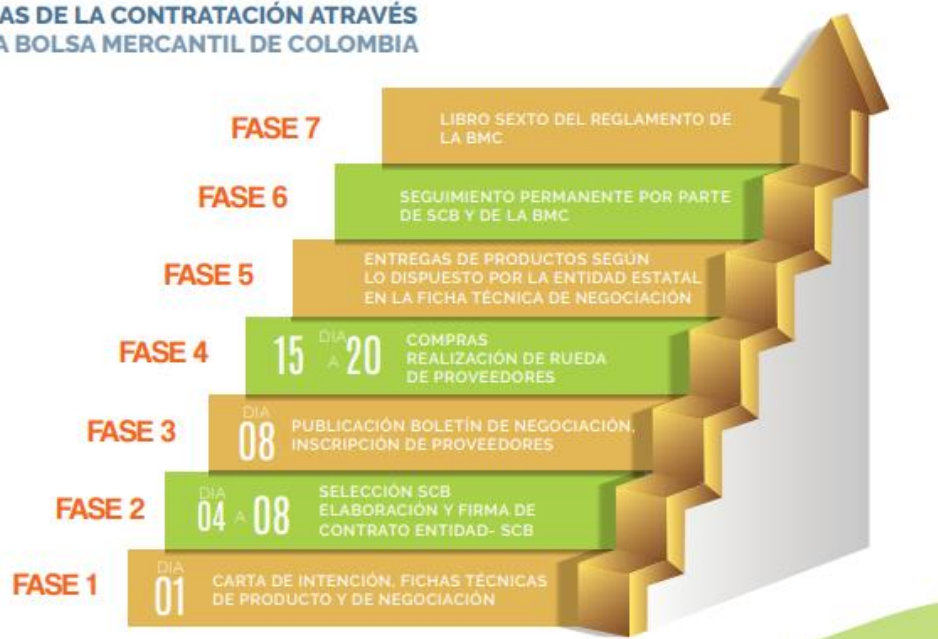 AS DE LA CONTRATACIÓN ATRAVÉS
A BOLSA MERCANTIL DE COLOMBIA
FASE 7
LIBRO SEXTO DEL REGLAMENTO DE
LA BMC
FASE 6
SEGUIMIENTO PERMANENTE POR PARTE
DE SCB Y DE LA BMC
FASE 5
ENTREGAS DE PRODUCTOS SEGÚN
LO DISPUESTO POR LA ENTIDAD ESTATAL
EN LA FICHA TÉCNICA DE NEGOCIACIÓN
FASE 4
DIA
15 A 20
COMPRAS
REALIZACIÓN DE RUEDA
DE PROVEEDORES
FASE 3
DIA
08
PUBLICACIÓN BOLETÍN DE NEGOCIACIÓN,
INSCRIPCIÓN DE PROVEEDORES
FASE 2
DIA
04 A 08
SELECCIÓN SCB
ELABORACIÓN Y FIRMA DE
CONTRATO ENTIDAD- SCB
FASE 1
DIA
01
CARTA DE INTENCIÓN, FICHAS TÉCNICAS
DE PRODUCTO Y DE NEGOCIACIÓN